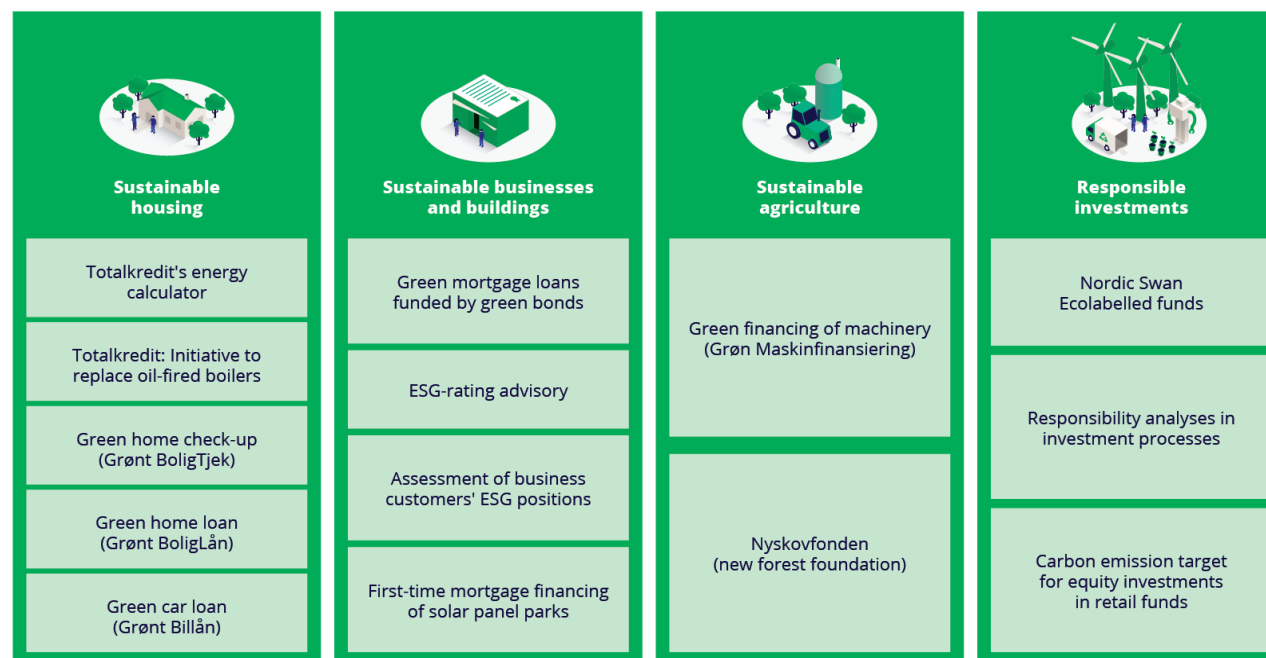 Sustainable
housing
Totalkredit's energy
calculator
Totalkredit: Initiative to
replace oil-fired boilers
Green home check-up
(Grønt BoligTjek)
Green home loan
(Grønt BoligLån)
Green car loan
(Grønt Billån)
Sustainable businesses
and buildings
Green mortgage loans
funded by green bonds
ESG-rating advisory
Assessment of business
customers' ESG positions
First-time mortgage financing
of solar panel parks
Sustainable
agriculture
Green financing of machinery
(Grøn Maskinfinansiering)
Nyskovfonden
(new forest foundation)
Responsible
investments
Nordic Swan
Ecolabelled funds
Responsibility analyses in
investment processes
Carbon emission target
for equity investments
in retail funds